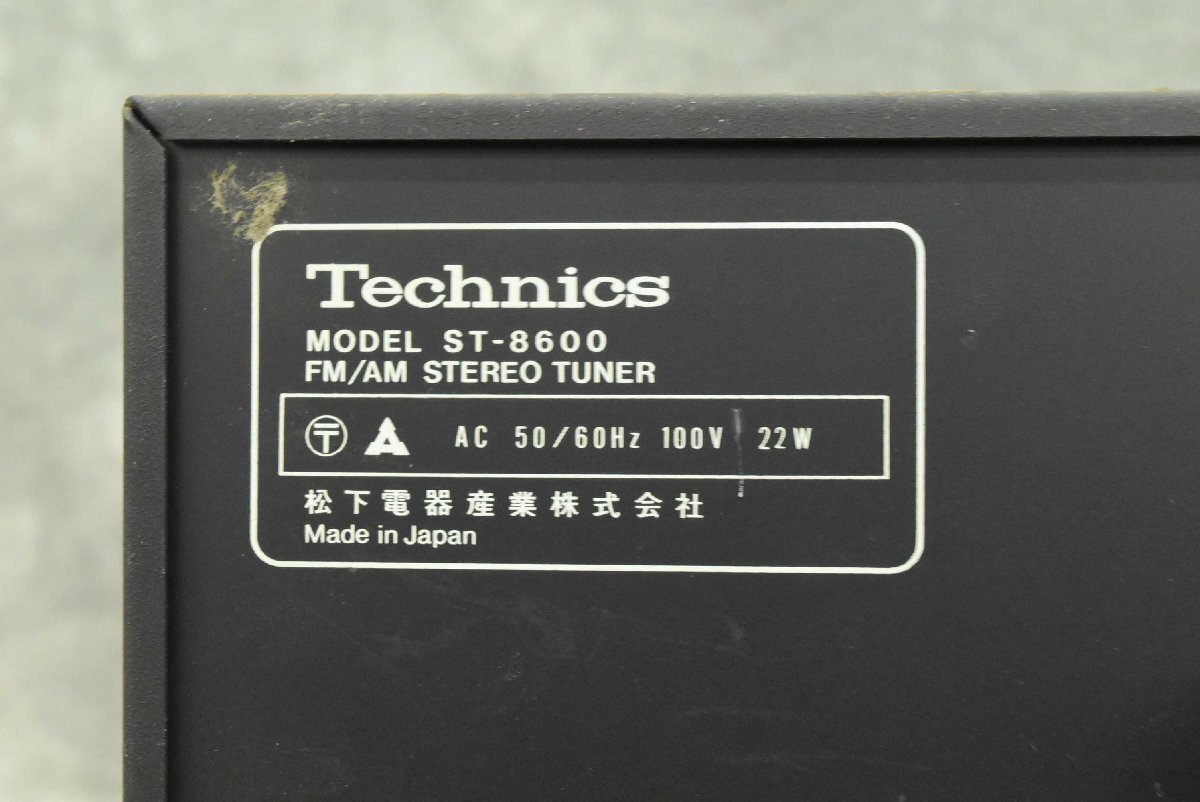 Technics
MODEL ST-8600
FM/AM STEREO TUNER
〒 AC 50/60Hz 100V 22W
松下電器産業株式会社
Made in Japan